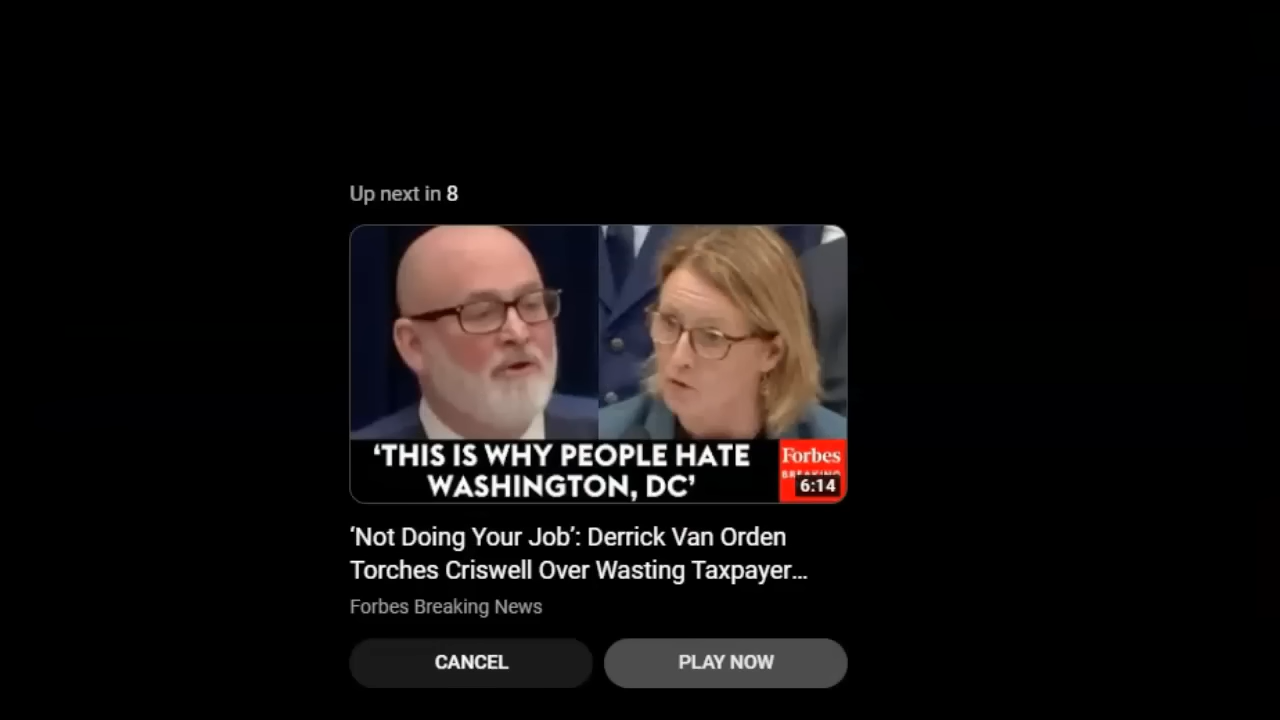 Up next in 8
‘THIS IS WHY PEOPLE HATE
WASHINGTON, DC’
Forbes
BREAKING
6:14
‘Not Doing Your Job’: Derrick Van Orden
Torches Criswell Over Wasting Taxpayer...
Forbes Breaking News
CANCEL
PLAY NOW